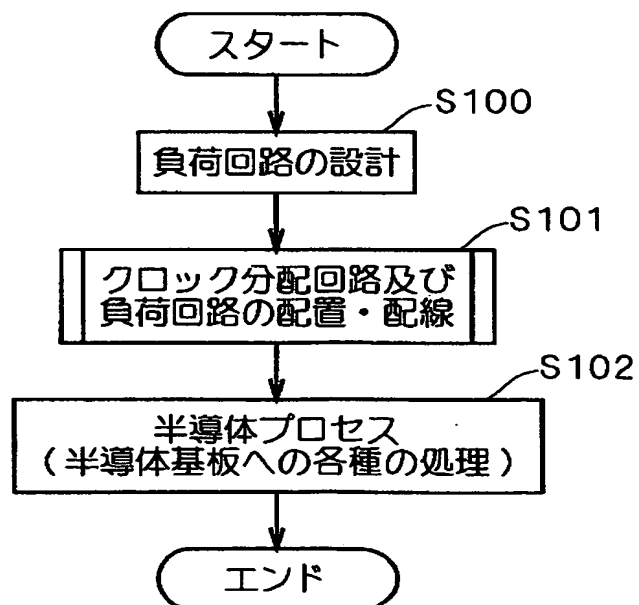 スタート
S100
負荷回路の設計
S101
クロック分配回路及び
負荷回路の配置・配線
S102
半導体プロセス
(半導体基板への各種の処理)
エンド